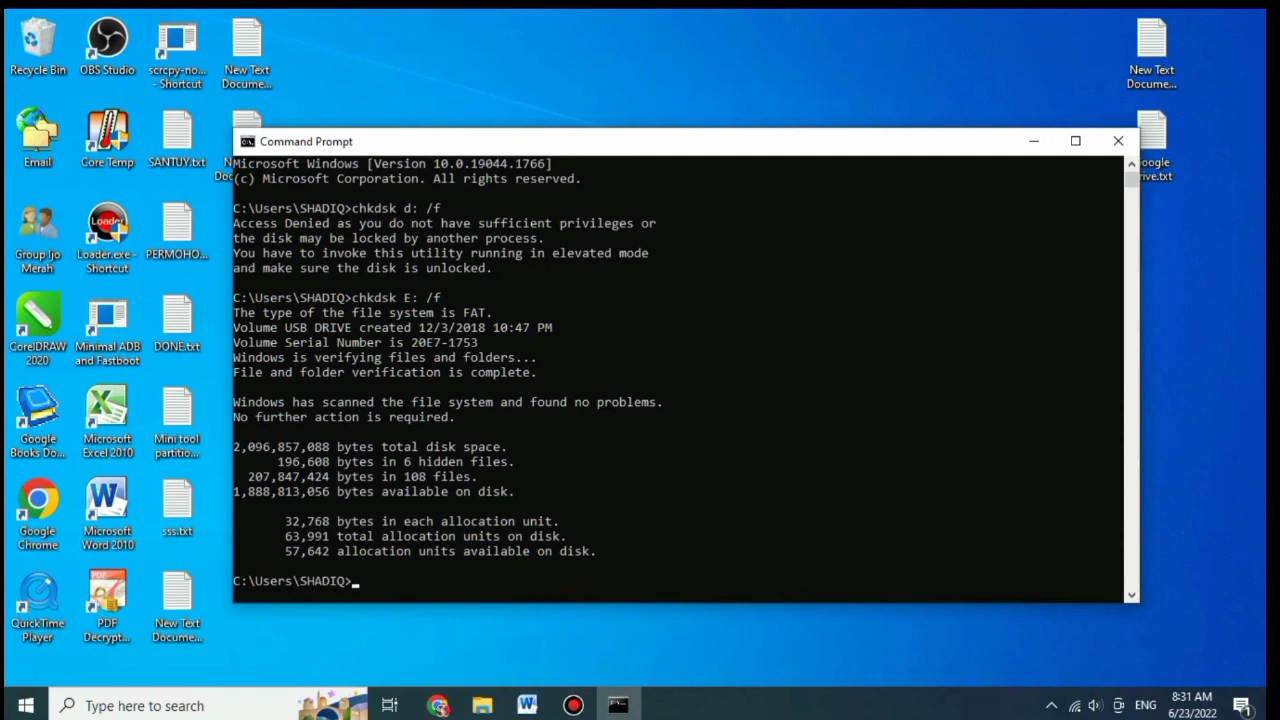 Recycle Bin
OBS Studio
scrcpy-no...
- Shortcut
New Text
Docume...
New Text
Docume...
Email
Core Temp
SANTUY.txt
Group Ijo
Merah
Loader
Loader.exe -
Shortcut
PERMOHO...
CorelDRAW
2020
Minimal ADB
and Fastboot
DONE.txt
Google
Books Do...
Microsoft
Excel 2010
Mini tool
partitio...
Google
Chrome
Microsoft
Word 2010
sss.txt
QuickTime
Player
PDF
PDF
Decrypt...
New Text
Docume...
Command Prompt
Microsoft Windows [Version 10.0.19044.1766]
(c) Microsoft Corporation. All rights reserved.
C:\Users\SHADIQ>chkdsk d: /f
Access Denied as you do not have sufficient privileges or
the disk may be locked by another process.
You have to invoke this utility running in elevated mode
and make sure the disk is unlocked.
C:\Users\SHADIQ>chkdsk E: /f
The type of the file system is FAT.
Volume USB DRIVE created 12/3/2018 10:47 PM
Volume Serial Number is 20E7-1753
Windows is verifying files and folders...
File and folder verification is complete.
Windows has scanned the file system and found no problems.
No further action is required.
2,096,857,088 bytes total disk space.
196,608 bytes in 6 hidden files.
207,847,424 bytes in 108 files.
1,888,813,056 bytes available on disk.
32,768 bytes in each allocation unit.
63,991 total allocation units on disk.
57,642 allocation units available on disk.
C:\Users\SHADIQ>
Type here to search
ENG
8:31 AM
6/23/2022
1